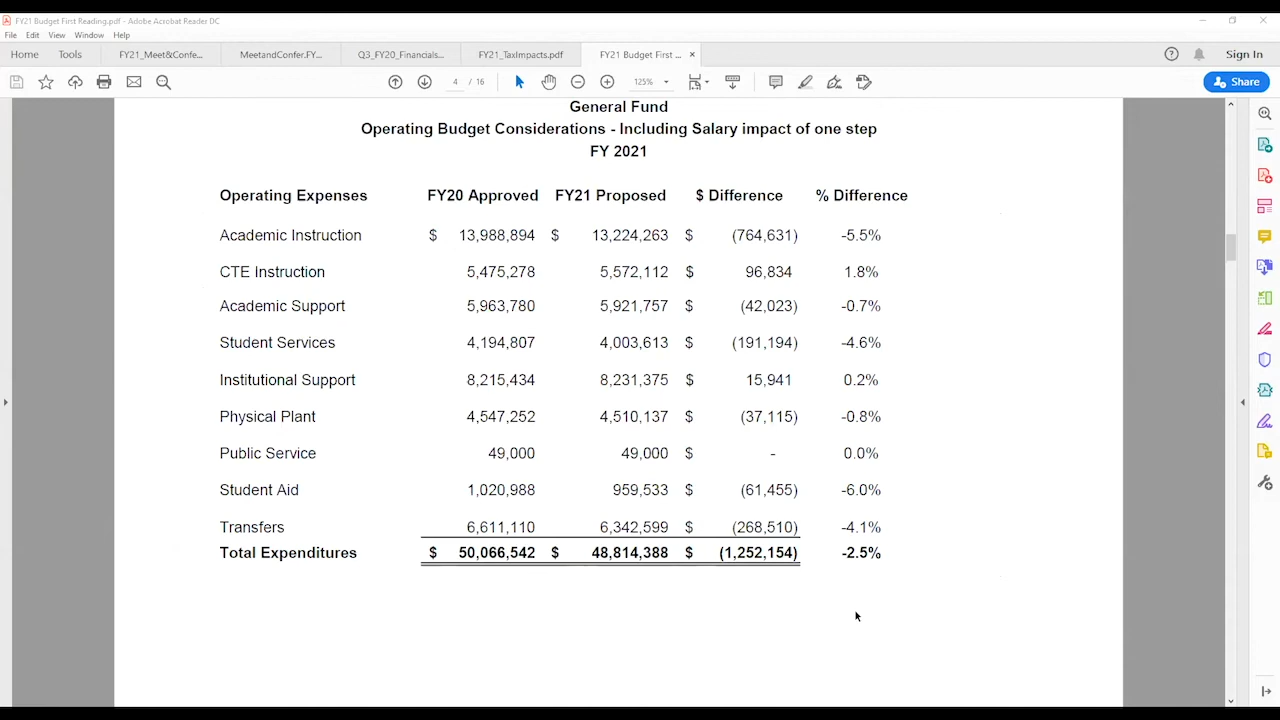 FY21 Budget First Reading.pdf - Adobe Acrobat Reader DC
File Edit View Window Help
Home Tools FY21_Meet&Confe... MeetandConfer.FY... Q3_FY20_Financials... FY21_TaxImpacts.pdf FY21 Budget First ... × Sign In
4 / 16 125% Share
General Fund
Operating Budget Considerations - Including Salary impact of one step
FY 2021
Operating Expenses FY20 Approved FY21 Proposed $ Difference % Difference
Academic Instruction $ 13,988,894 $ 13,224,263 $ (764,631) -5.5%
CTE Instruction 5,475,278 5,572,112 $ 96,834 1.8%
Academic Support 5,963,780 5,921,757 $ (42,023) -0.7%
Student Services 4,194,807 4,003,613 $ (191,194) -4.6%
Institutional Support 8,215,434 8,231,375 $ 15,941 0.2%
Physical Plant 4,547,252 4,510,137 $ (37,115) -0.8%
Public Service 49,000 49,000 $ - 0.0%
Student Aid 1,020,988 959,533 $ (61,455) -6.0%
Transfers 6,611,110 6,342,599 $ (268,510) -4.1%
Total Expenditures $ 50,066,542 $ 48,814,388 $ (1,252,154) -2.5%